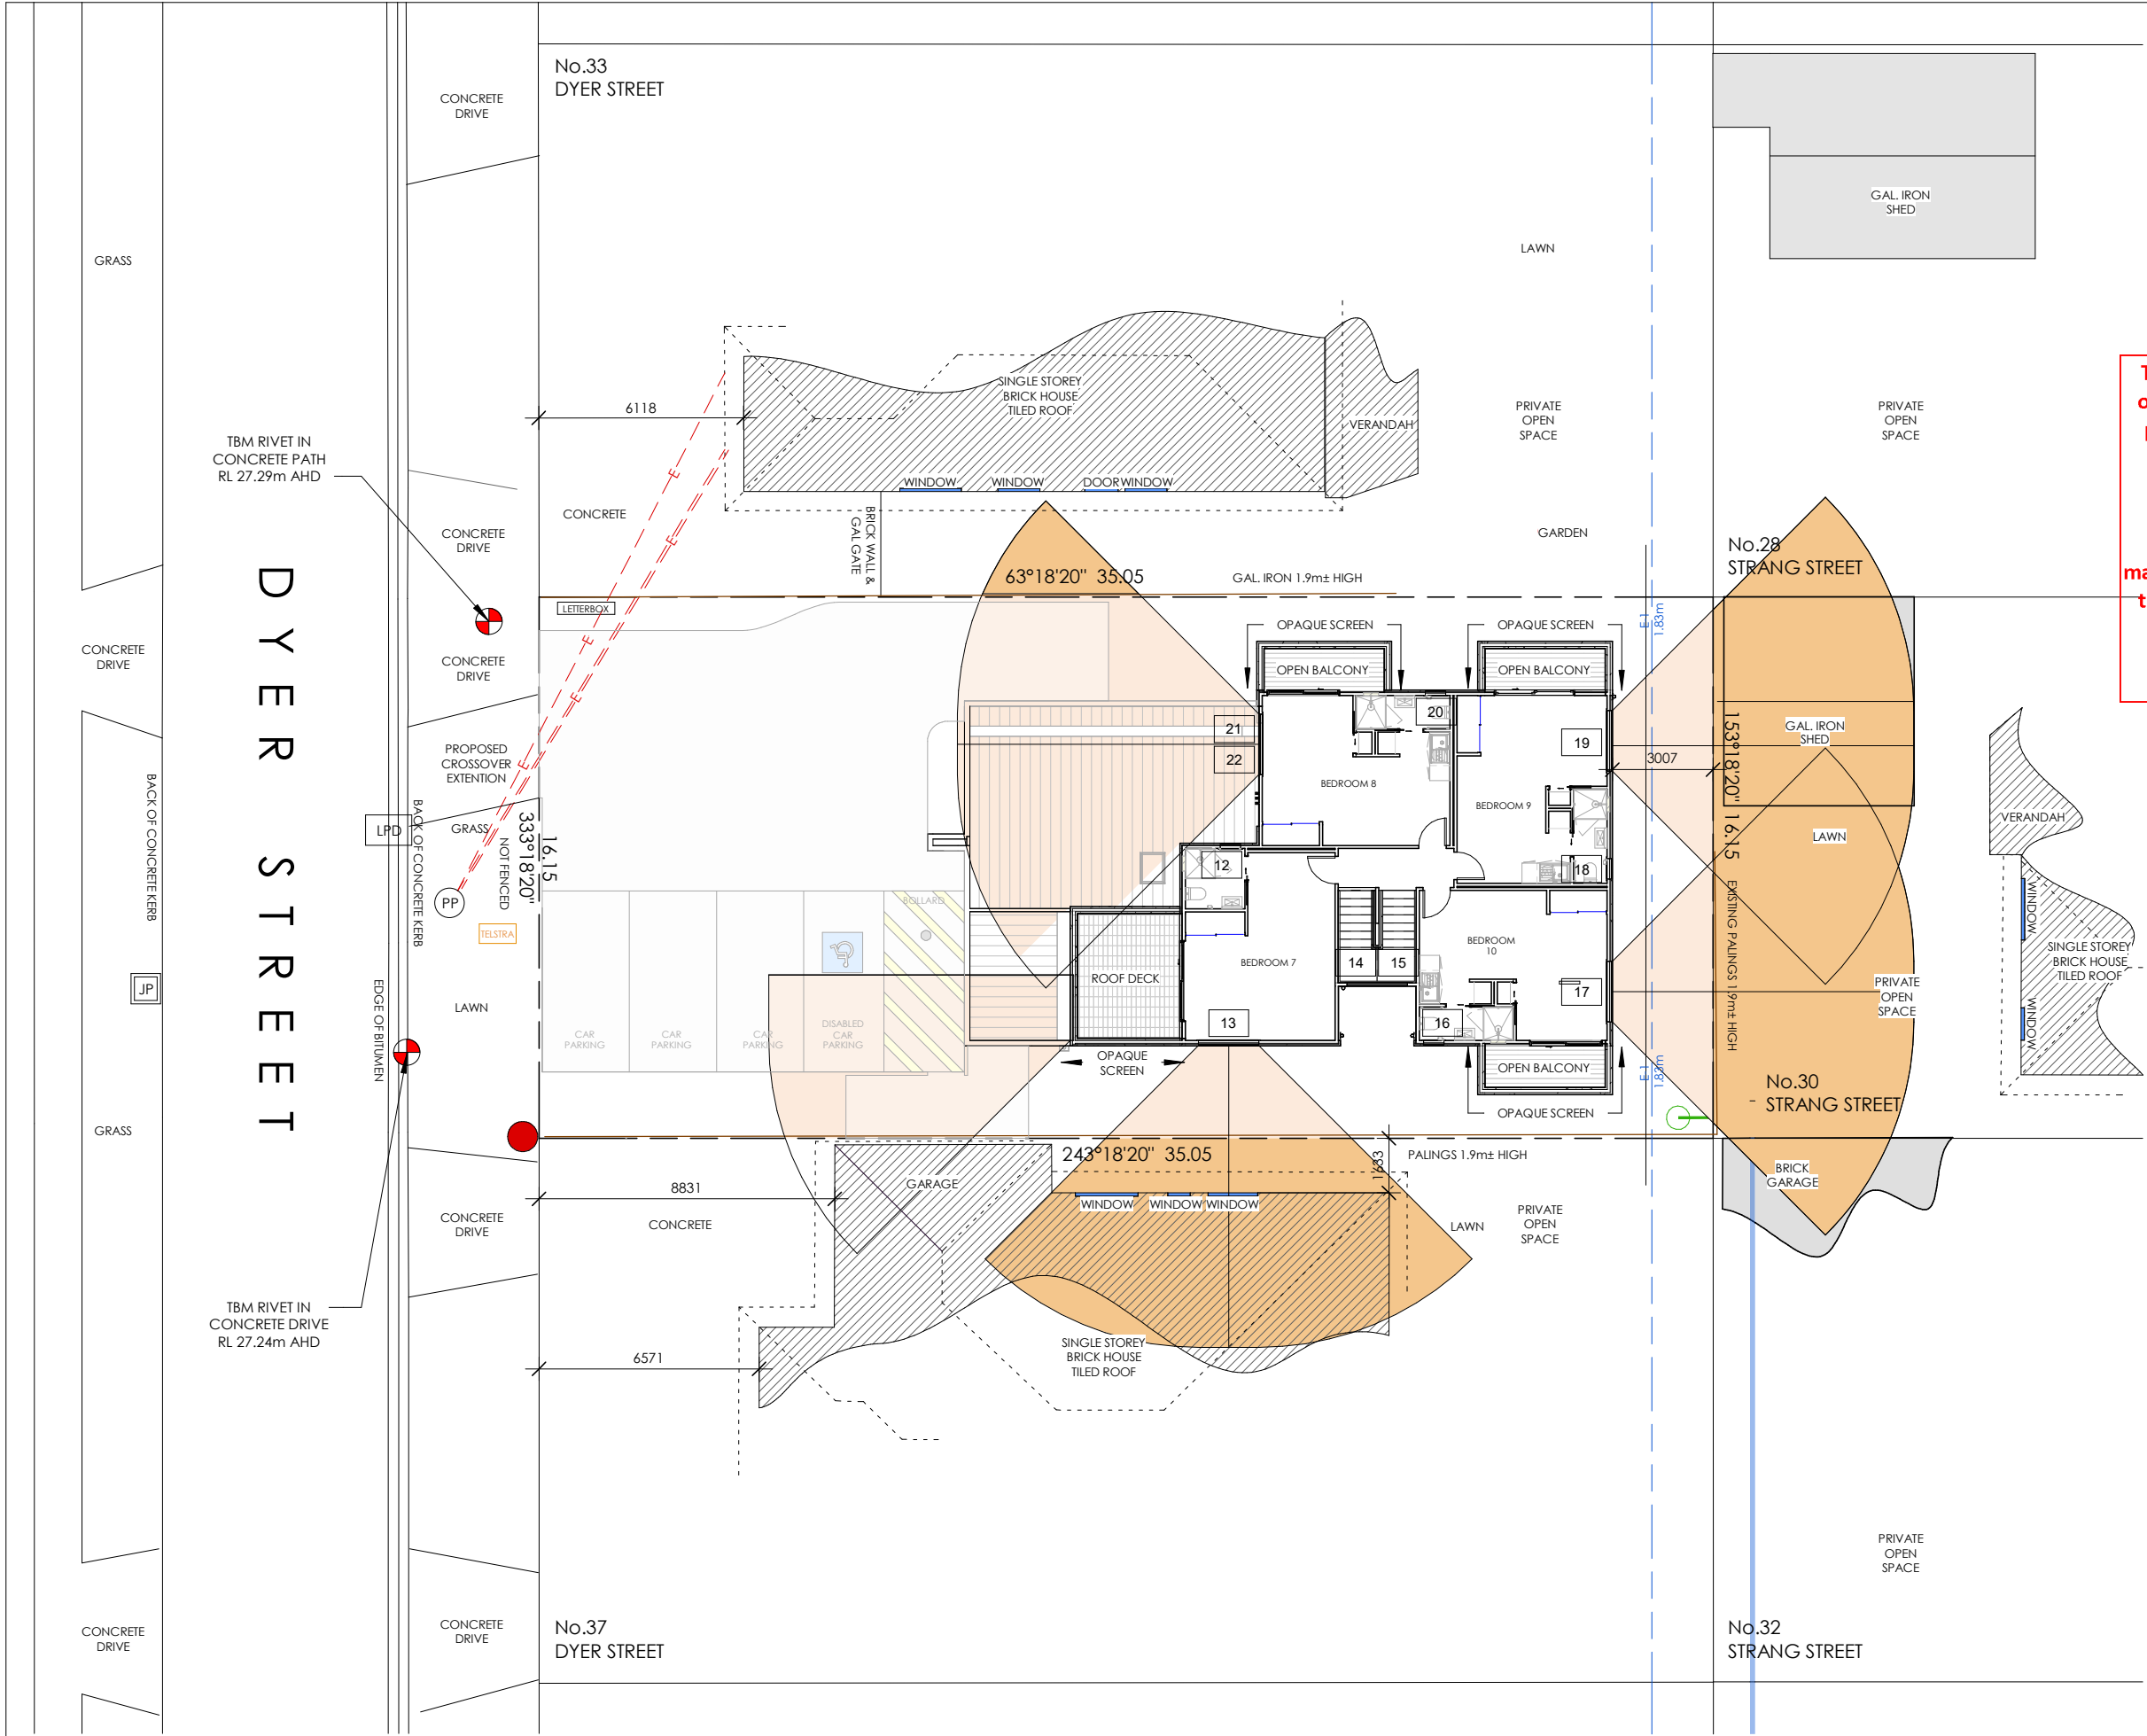 No.33
DYER STREET
CONCRETE
DRIVE
GAL. IRON
SHED
GRASS
LAWN
SINGLE STOREY
BRICK HOUSE
TILED ROOF
6118
VERANDAH
PRIVATE
OPEN
SPACE
PRIVATE
OPEN
SPACE
TBM RIVET IN
CONCRETE PATH
RL 27.29m AHD
WINDOW
WINDOW
DOOR
WINDOW
CONCRETE
BRICK WALL &
GAL GATE
CONCRETE
DRIVE
GARDEN
No.28
STRANG STREET
63°18'20" 35.05
GAL. IRON 1.9m± HIGH
LETTERBOX
E-1
1.83m
OPAQUE SCREEN
OPAQUE SCREEN
CONCRETE
DRIVE
CONCRETE
DRIVE
OPEN BALCONY
OPEN BALCONY
DYER STREET
E
E
E
E
E
E
20
21
22
19
GAL. IRON
SHED
3007
PROPOSED
CROSSOVER
EXTENTION
BEDROOM 8
BEDROOM 9
153°18'20" 16.15
BACK OF CONCRETE KERB
BACK OF CONCRETE KERB
LPD
GRASS
NOT FENCED
16.15
333°18'20"
LAWN
VERANDAH
12
18
PP
BOLLARD
EXISTING PALINGS 1.9m± HIGH
WINDOW
TELSTRA
BEDROOM
10
SINGLE STOREY
BRICK HOUSE
TILED ROOF
BEDROOM 7
14
15
ROOF DECK
17
PRIVATE
OPEN
SPACE
JP
EDGE OF BITUMEN
LAWN
13
16
WINDOW
CAR
PARKING
CAR
PARKING
CAR
PARKING
DISABLED
CAR
PARKING
OPAQUE
SCREEN
OPEN BALCONY
E-1
1.83m
No.30
STRANG STREET
OPAQUE SCREEN
GRASS
243°18'20" 35.05
1633
PALINGS 1.9m± HIGH
BRICK
GARAGE
8831
GARAGE
CONCRETE
DRIVE
CONCRETE
WINDOW
WINDOW
WINDOW
LAWN
PRIVATE
OPEN
SPACE
TBM RIVET IN
CONCRETE DRIVE
RL 27.24m AHD
6571
SINGLE STOREY
BRICK HOUSE
TILED ROOF
PRIVATE
OPEN
SPACE
CONCRETE
DRIVE
CONCRETE
DRIVE
No.37
DYER STREET
No.32
STRANG STREET